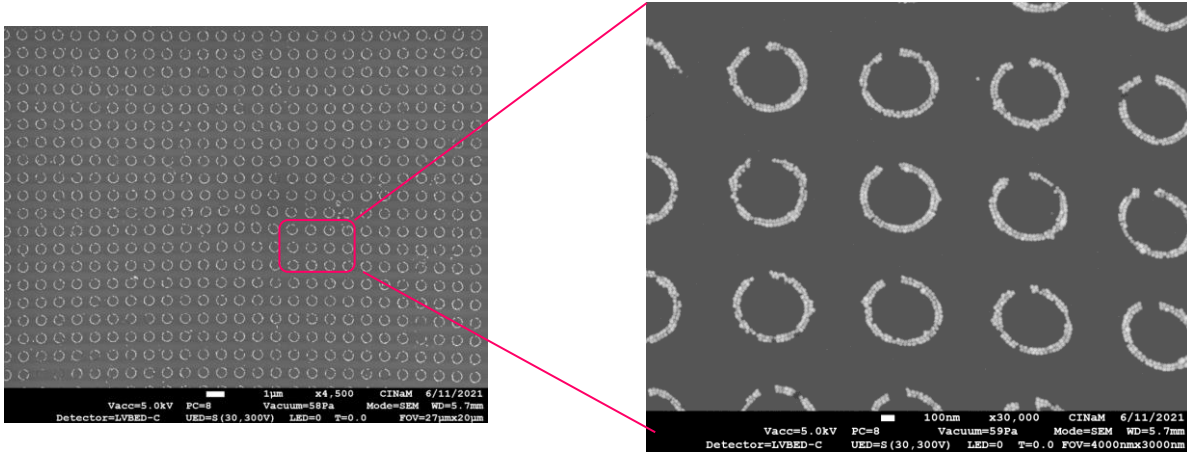 1μm x4,500 CINaM 6/11/2021
Vacc=5.0kV PC=8 Vacuum=58Pa Mode=SEM WD=5.7mm
Detector=LVBED-C UED=S(30,300V) LED=0 T=0.0 FOV=27μmx20μm
100nm x30,000 CINaM 6/11/2021
Vacc=5.0kV PC=8 Vacuum=59Pa Mode=SEM WD=5.7mm
Detector=LVBED-C UED=S(30,300V) LED=0 T=0.0 FOV=4000nmx3000nm